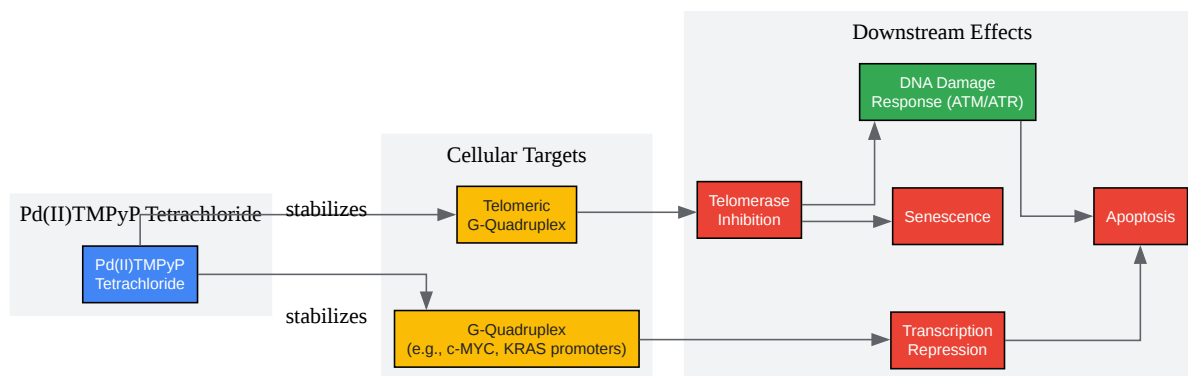 Downstream Effects
DNA Damage
Response (ATM/ATR)
Cellular Targets
Pd(II)TMPyP Tetrachloride
stabilizes
Telomeric
G-Quadruplex
Telomerase
Inhibition
Senescence
Apoptosis
Pd(II)TMPyP
Tetrachloride
stabilizes
G-Quadruplex
(e.g., c-MYC, KRAS promoters)
Transcription
Repression